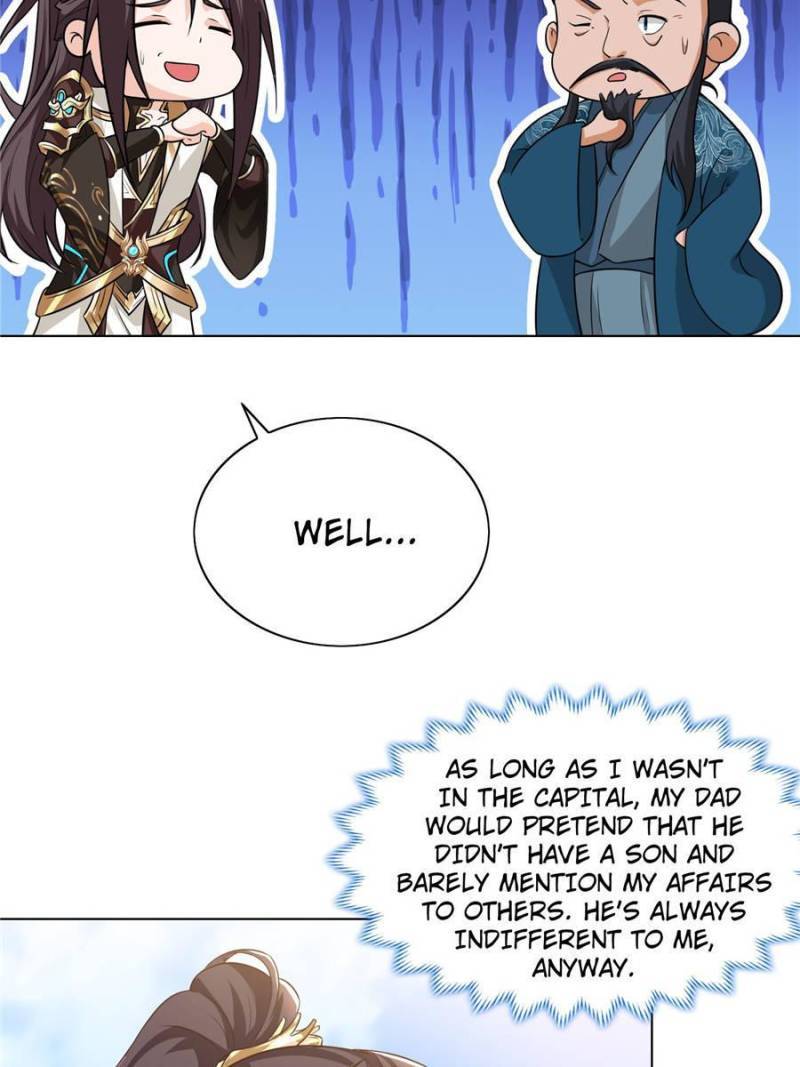 WELL...
AS LONG AS I WASN'T
IN THE CAPITAL, MY DAD
WOULD PRETEND THAT HE
DIDN'T HAVE A SON AND
BARELY MENTION MY AFFAIRS
TO OTHERS. HE'S ALWAYS
INDIFFERENT TO ME,
ANYWAY.